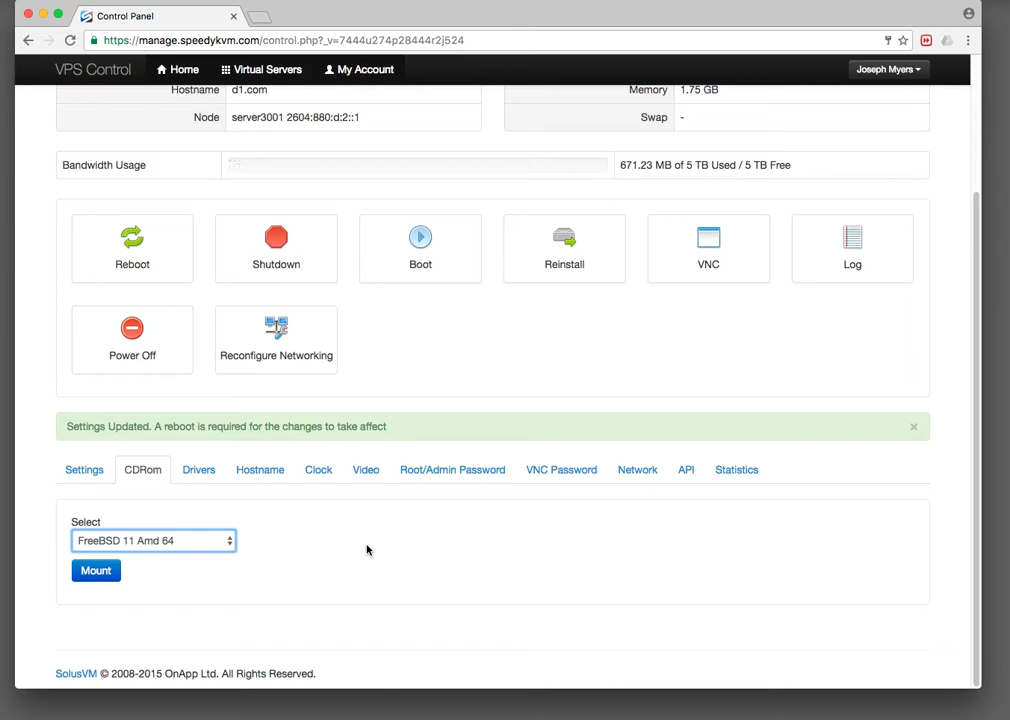 Control Panel
https://manage.speedykvm.com/control.php?_v=7444u274p28444r2j524
VPS Control Home Virtual Servers My Account Joseph Myers
Hostname d1.com Memory 1.75 GB
Node server3001 2604:880:d:2::1 Swap -
Bandwidth Usage 671.23 MB of 5 TB Used / 5 TB Free
Reboot Shutdown Boot Reinstall VNC Log
Power Off Reconfigure Networking
Settings Updated. A reboot is required for the changes to take affect ×
Settings CDRom Drivers Hostname Clock Video Root/Admin Password VNC Password Network API Statistics
Select
FreeBSD 11 Amd 64
Mount
SolusVM © 2008-2015 OnApp Ltd. All Rights Reserved.